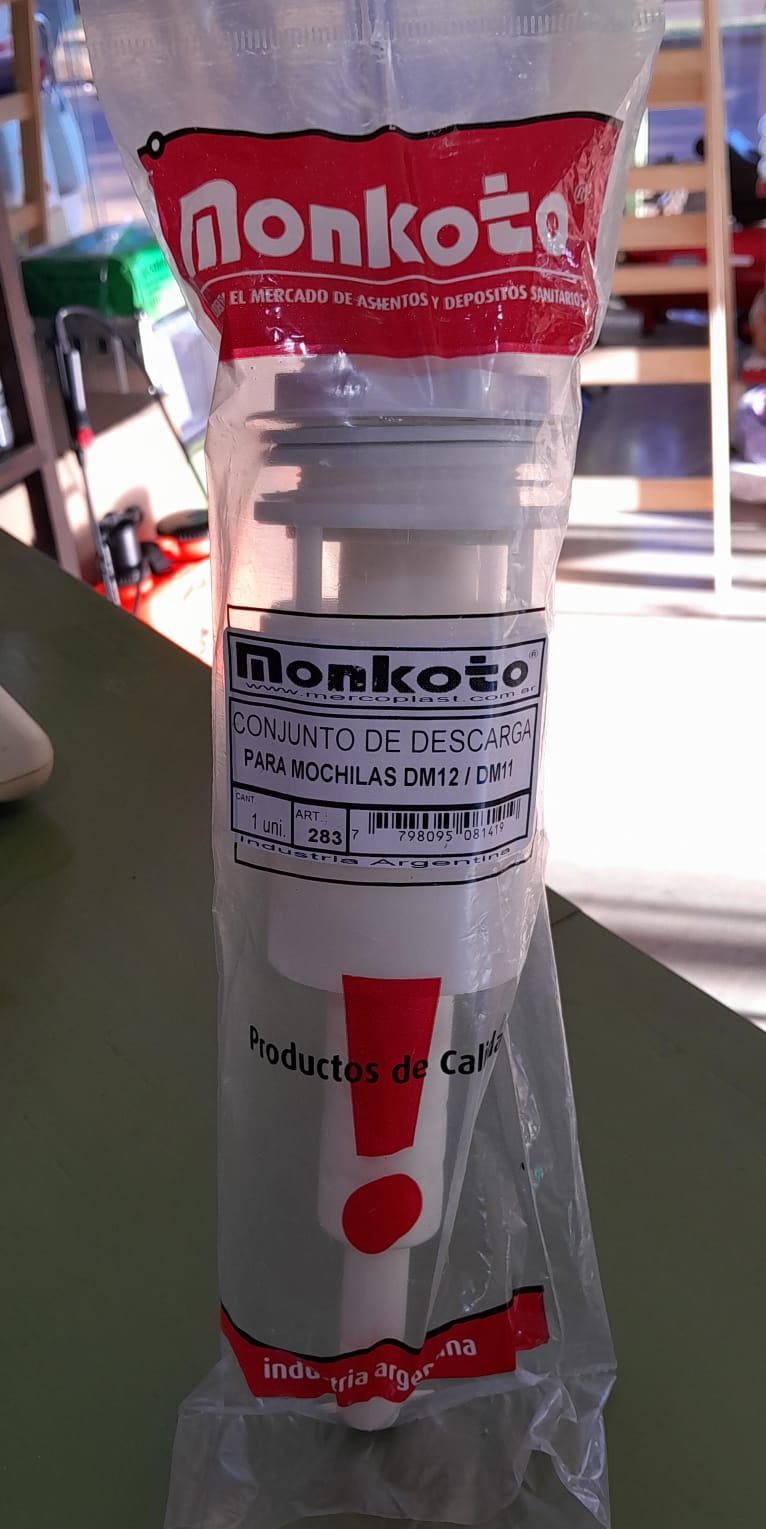 Monkoto®
EL MERCADO DE ASIENTOS Y DEPOSITOS SANITARIOS
Monkoto®
www.mercoplast.com.ar
CONJUNTO DE DESCARGA
PARA MOCHILAS DM12 / DM11
CANT
1 uni.
ART.:
283
7 798095 081419
Industria Argentina
Productos de Calida
industria argentina